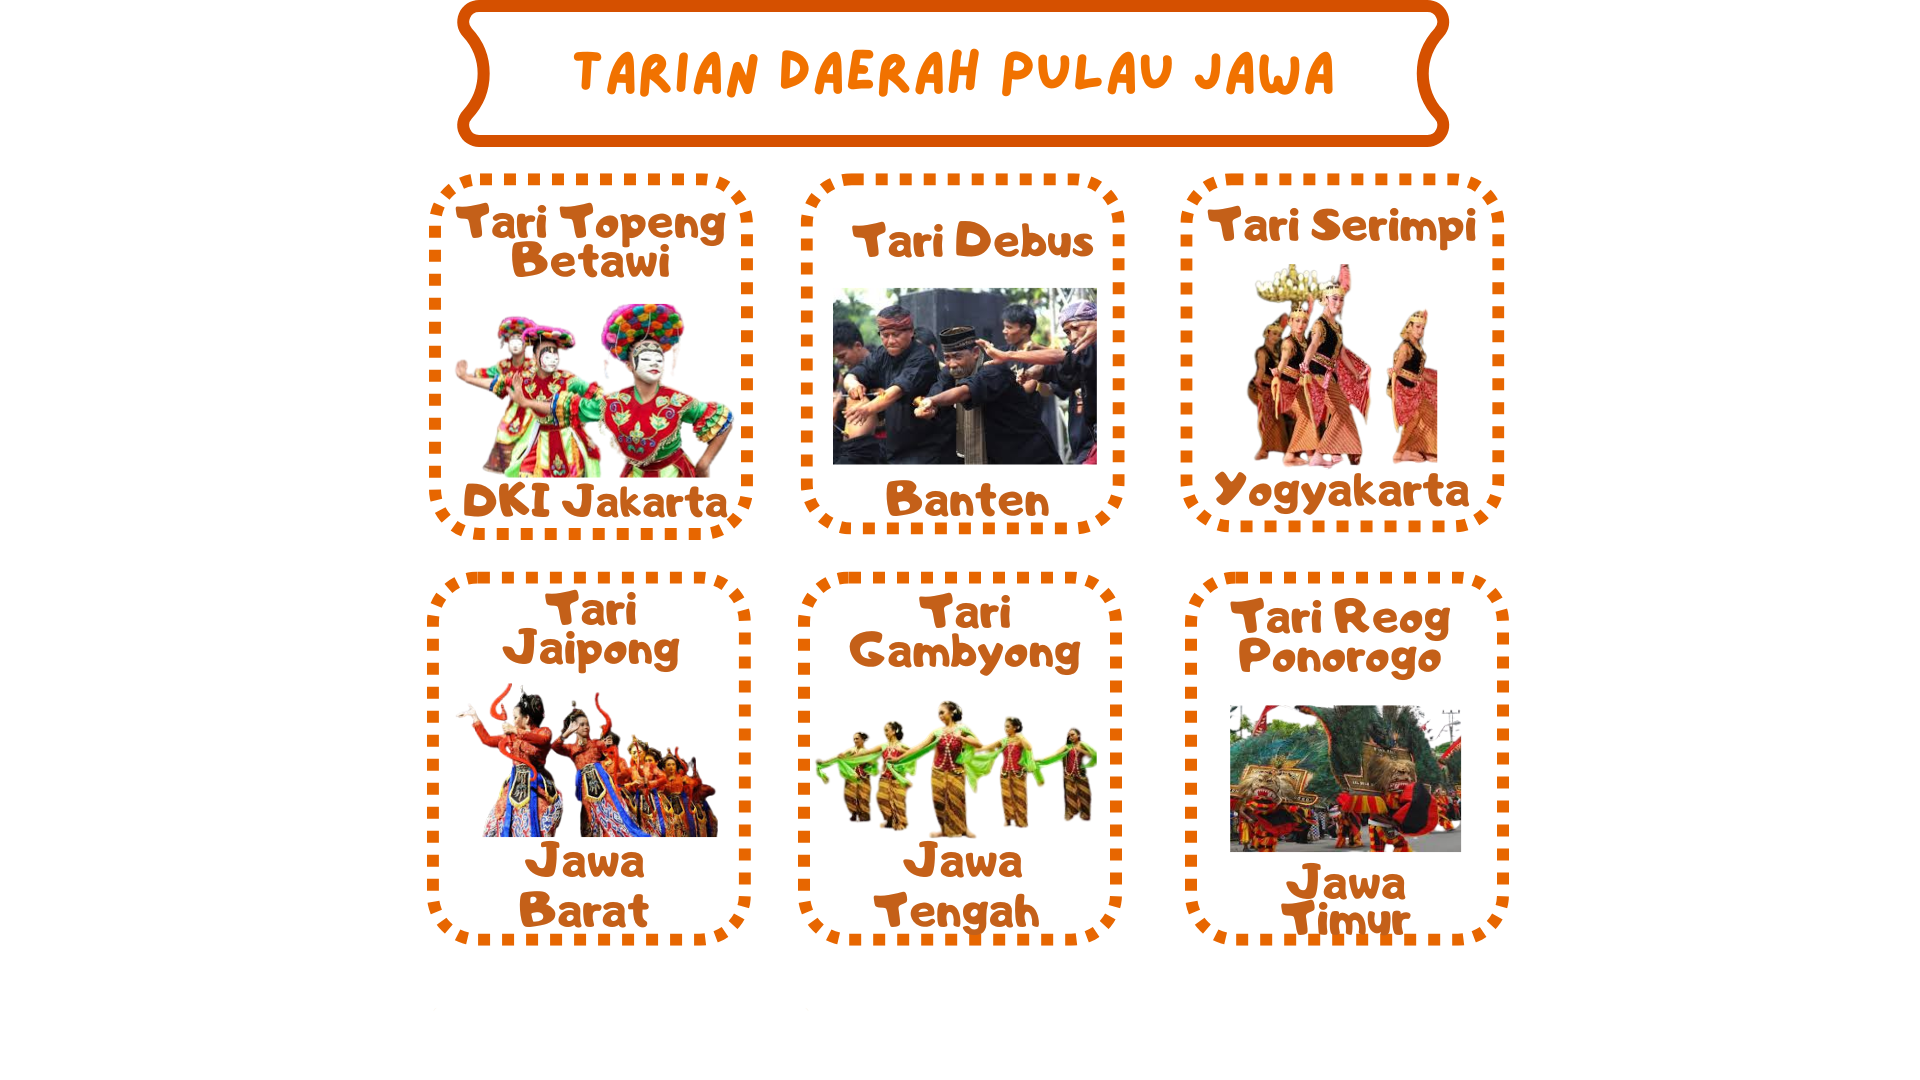 TARIAN DAERAH PULAU JAWA
Tari Topeng
Betawi
DKI Jakarta
Tari Debus
Banten
Tari Serimpi
Yogyakarta
Tari
Jaipong
Jawa
Barat
Tari
Gambyong
Jawa
Tengah
Tari Reog
Ponorogo
Jawa
Timur